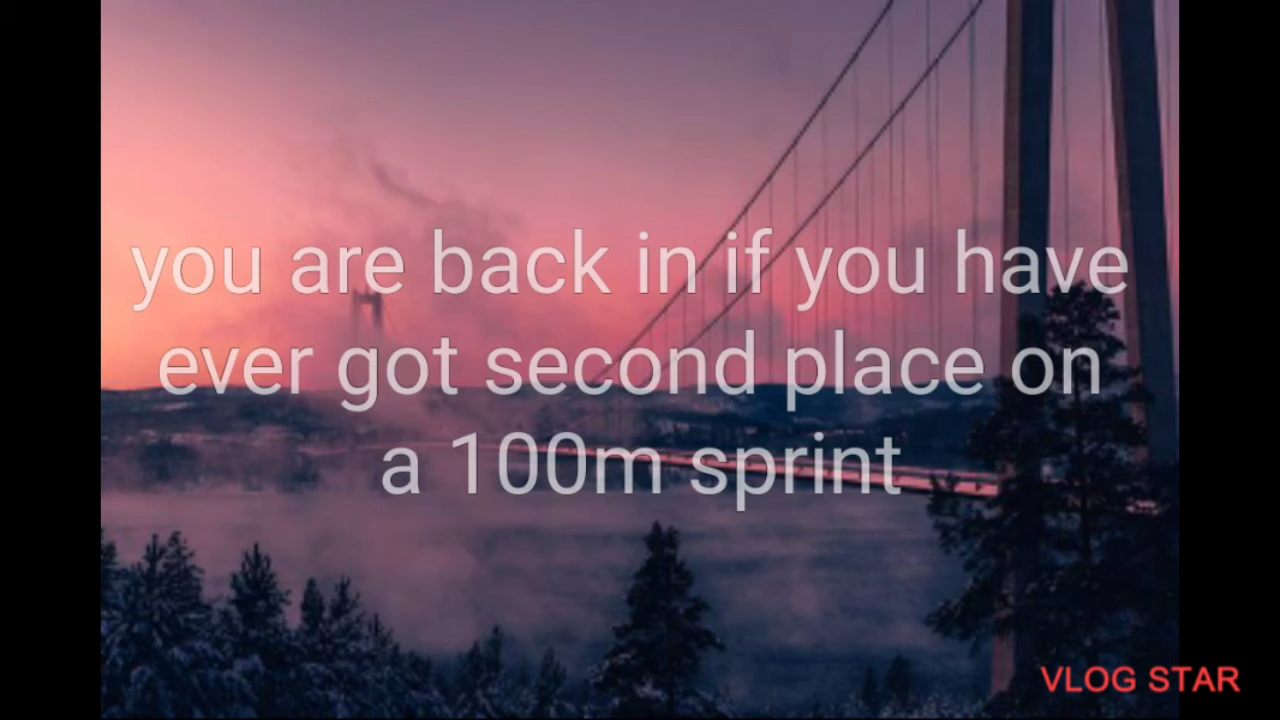 you are back in if you have
ever got second place on
a 100m sprint
VLOG STAR